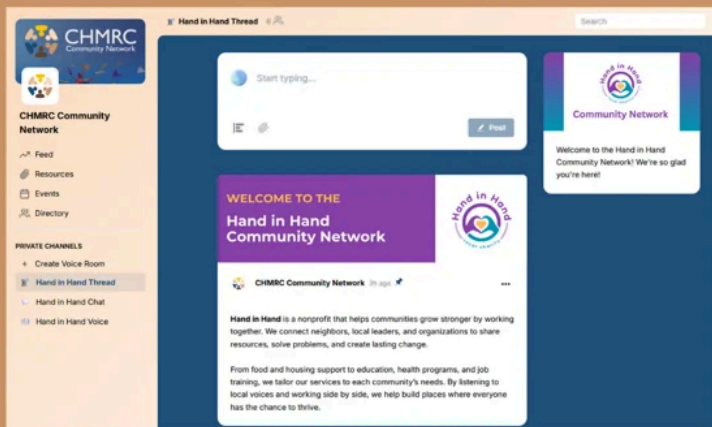 CHMRC
Community Network
CHMRC Community
Network
Feed
Resources
Events
Directory
PRIVATE CHANNELS
+ Create Voice Room
Hand in Hand Thread
Hand in Hand Chat
Hand in Hand Voice
Hand in Hand Thread
Search
Start typing...
Post
WELCOME TO THE
Hand in Hand
Community Network
Hand in Hand
local charity
CHMRC Community Network 3h ago
Hand in Hand is a nonprofit that helps communities grow stronger by working
together. We connect neighbors, local leaders, and organizations to share
resources, solve problems, and create lasting change.
From food and housing support to education, health programs, and job
training, we tailor our services to each community's needs. By listening to
local voices and working side by side, we help build places where everyone
has the chance to thrive.
Hand in Hand
Community Network
Welcome to the Hand in Hand
Community Network! We're so glad
you're here!